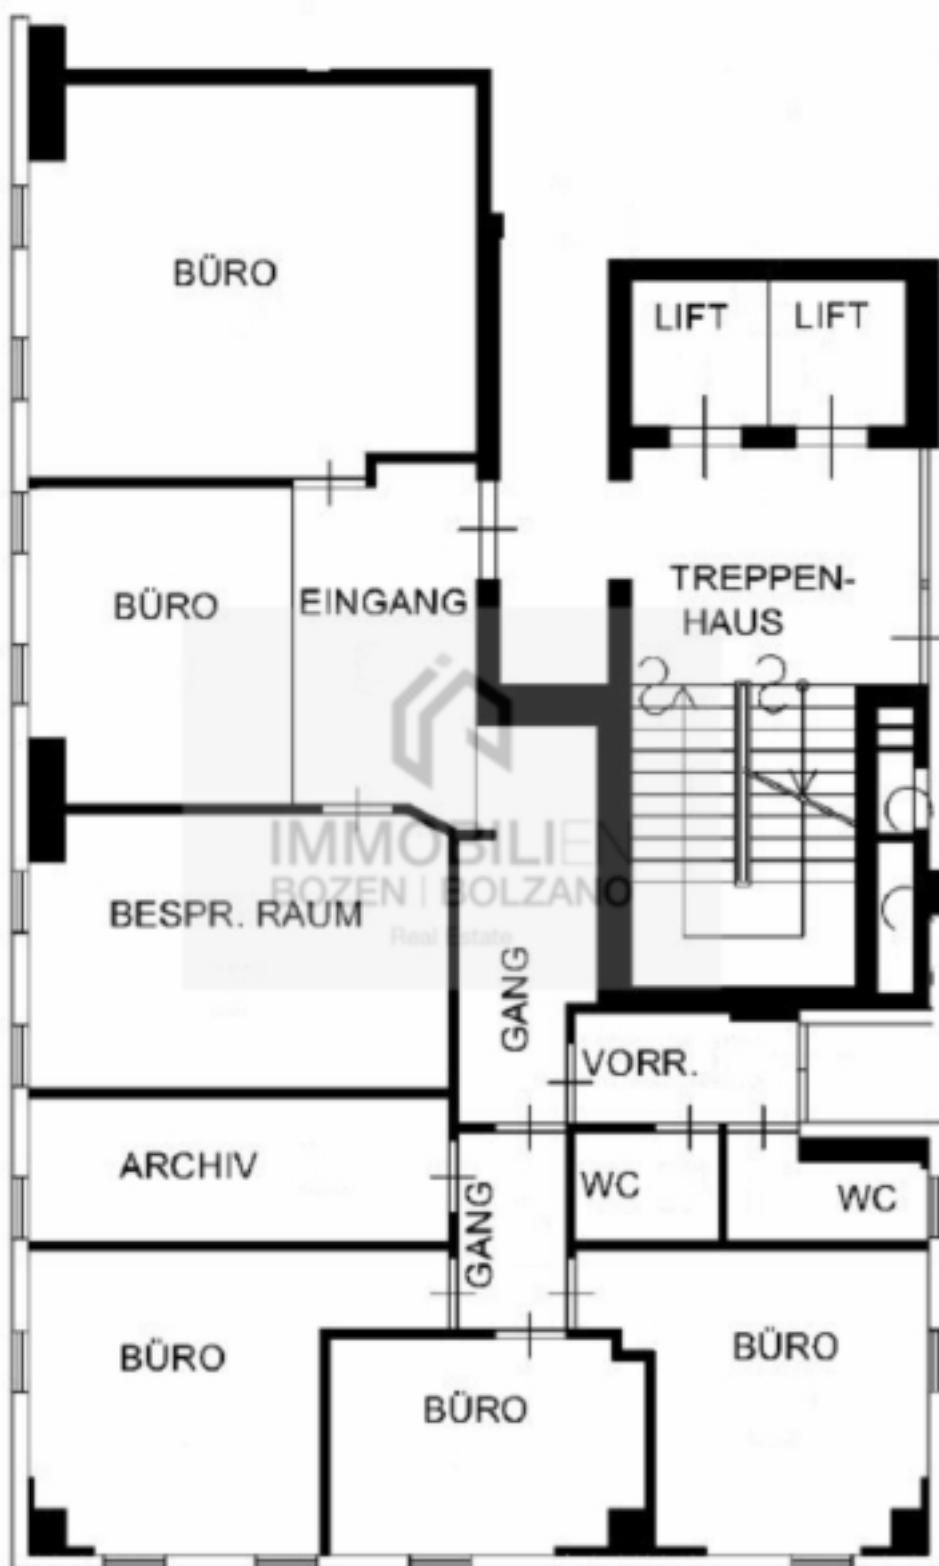 BÜRO
LIFT
LIFT
BÜRO
EINGANG
TREPPEN-
HAUS
IMMOBILIEN
BOZEN | BOLZANO
Real Estate
BESPR. RAUM
GANG
VORR.
ARCHIV
GANG
WC
WC
BÜRO
BÜRO
BÜRO